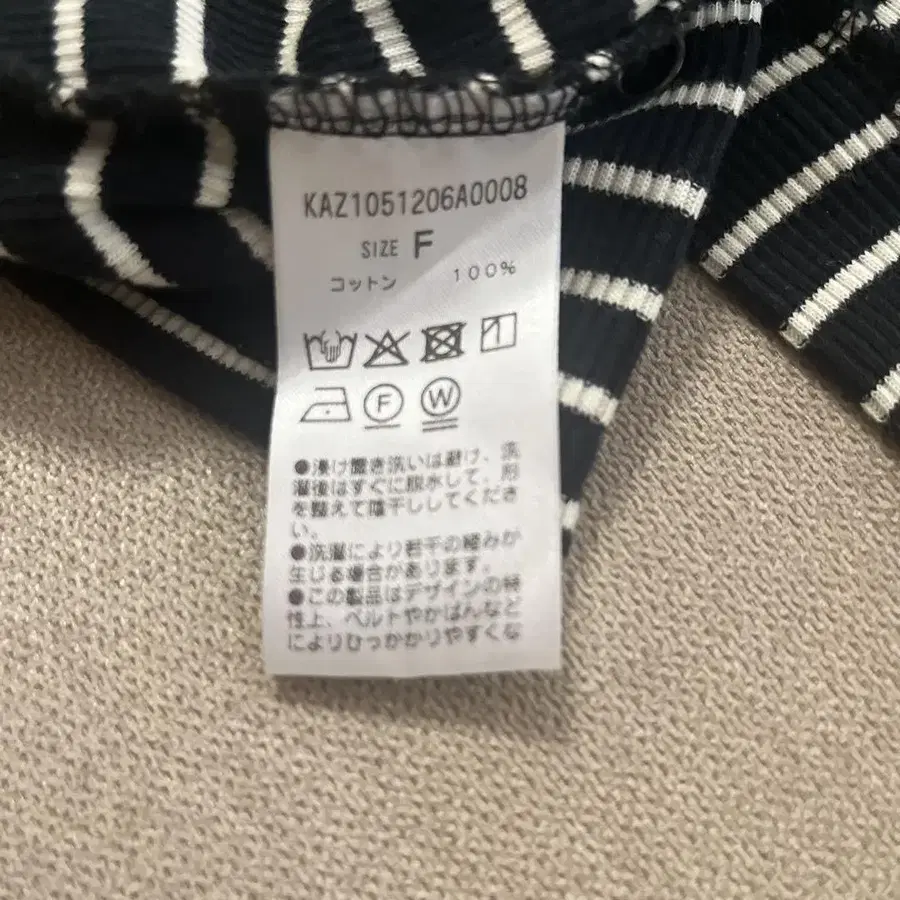 KAZ1051206A0008
SIZE F
コットン 100%
F W
●浸け置き洗いは避け、洗
濯後はすぐに脱水して、形
を整えて陰干ししてくださ
い。
●洗濯により若干の縮みが
生じる場合があります。
●この製品はデザインの特
性上、ベルトやかばんなど
によりひっかかりやすくな